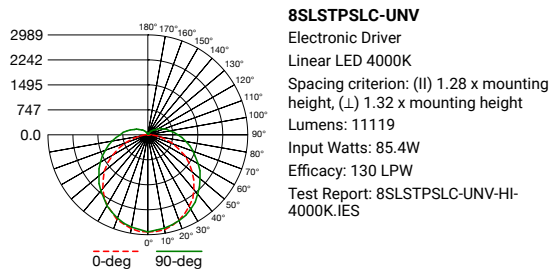 2989
2242
1495
747
0.0
180° 170° 160°
150°
140°
130°
120°
110°
100°
90°
80°
70°
60°
50°
40°
30°
20°
10°
0°
0-deg 90-deg
8SLSTPSLC-UNV
Electronic Driver
Linear LED 4000K
Spacing criterion: (II) 1.28 x mounting
height, (⊥) 1.32 x mounting height
Lumens: 11119
Input Watts: 85.4W
Efficacy: 130 LPW
Test Report: 8SLSTPSLC-UNV-HI-
4000K.IES